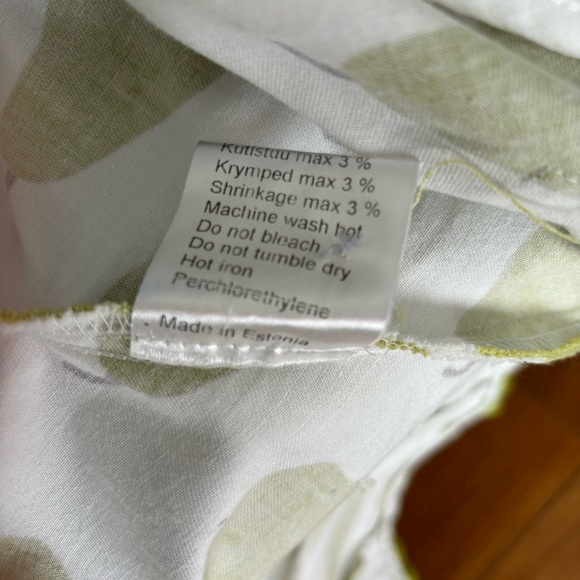 Kutistuu max 3 %
Krymped max 3 %
Shrinkage max 3 %
Machine wash hot
Do not bleach
Do not tumble dry
Hot iron
Perchlorethylene
Made in Estonia